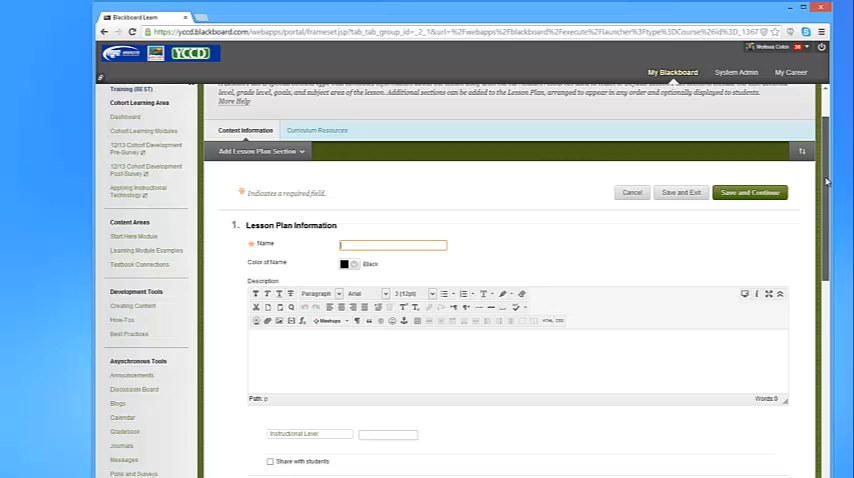 Blackboard Learn
https://yccd.blackboard.com/webapps/portal/frameset.jsp?tab_tab_group_id=_2_1&url=%2Fwebapps%2Fblackboard%2Fexecute%2Flauncher%3Ftype%3DCourse%26id%3D_1367
YCCD
Melissa Colon 38
My Blackboard
System Admin
My Career
Training (BEST)
Cohort Learning Area
Dashboard
Cohort Learning Modules
12/13 Cohort Development
Pre-Survey
12/13 Cohort Development
Post-Survey
Applying Instructional
Technology
Content Areas
Start Here Module
Learning Module Examples
Textbook Connections
Development Tools
Creating Content
How-Tos
Best Practices
Asynchronous Tools
Announcements
Discussion Board
Blogs
Calendar
Gradebook
Journals
Messages
Polls and Surveys
level, grade level, goals, and subject area of the lesson. Additional sections can be added to the Lesson Plan, arranged to appear in any order and optionally displayed to students.
More Help
Content Information
Curriculum Resources
Add Lesson Plan Section
Indicates a required field.
Cancel
Save and Exit
Save and Continue
1. Lesson Plan Information
Name
Color of Name
Black
Description
T T T T Paragraph Arial 3 (12pt)
Mashups
HTML CSS
Path: p
Words:0
Instructional Level
Share with students